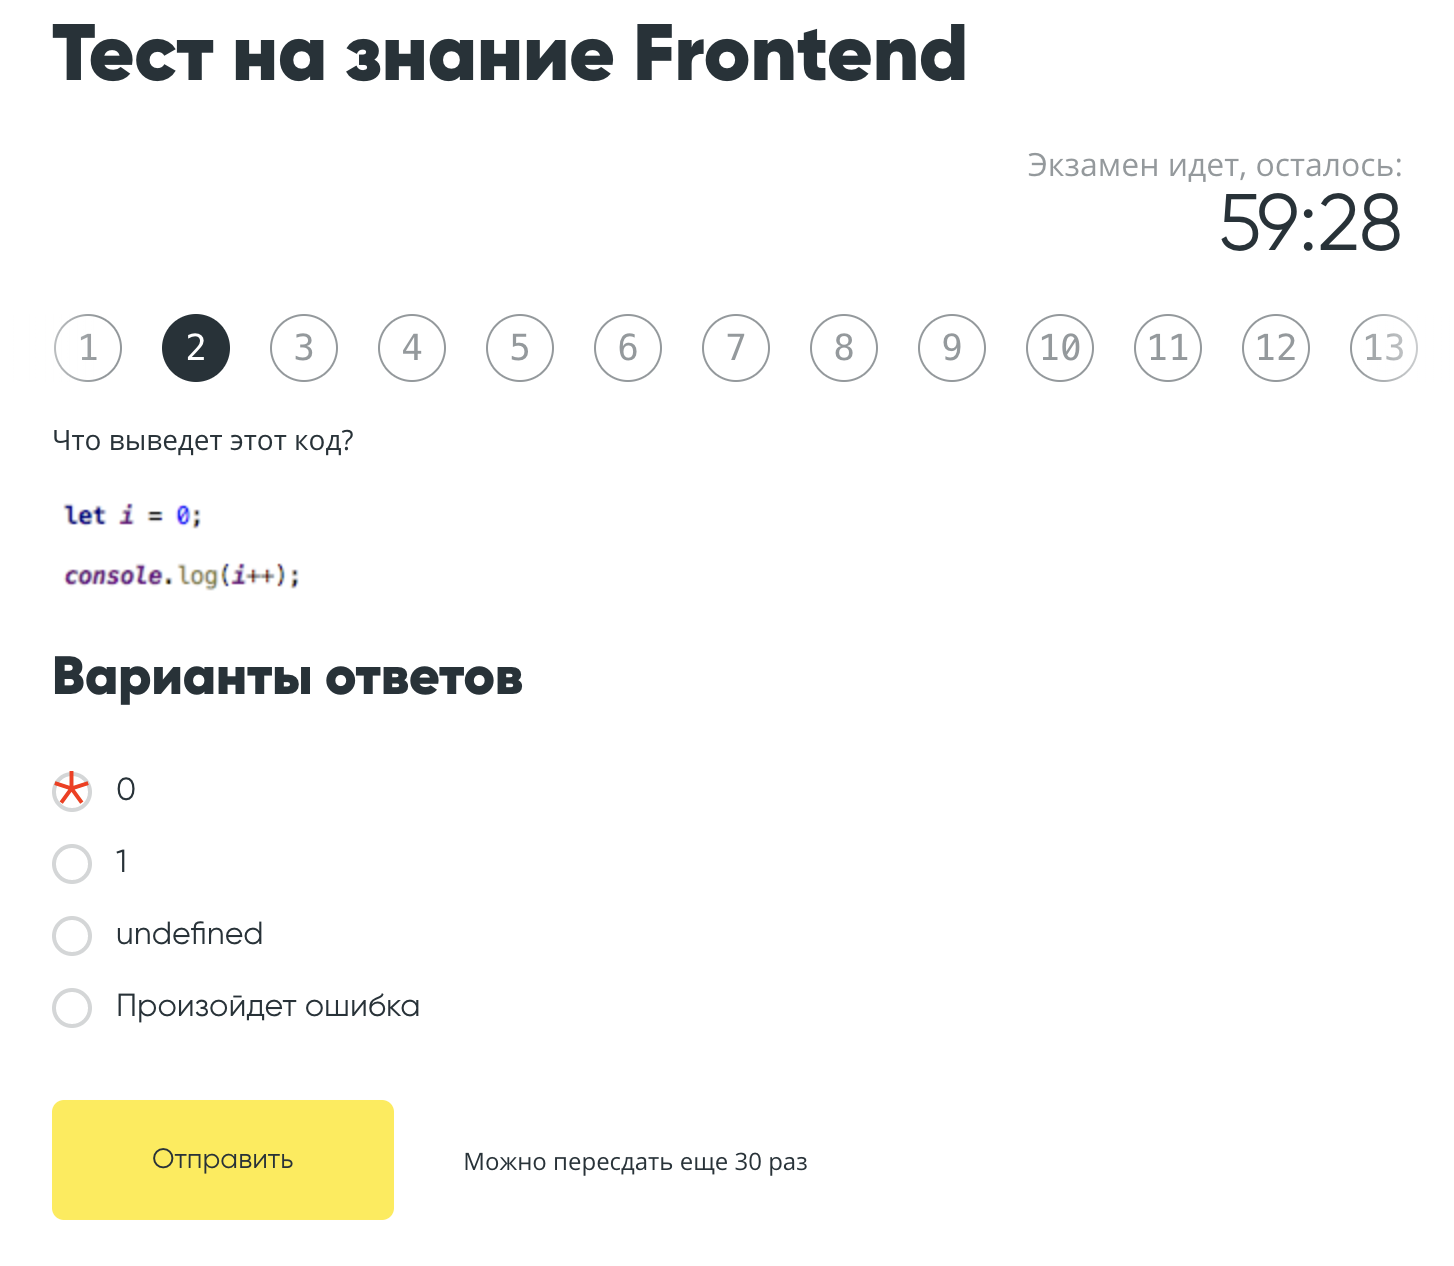 Тест на знание Frontend
Экзамен идет, осталось:
59:28
1 2 3 4 5 6 7 8 9 10 11 12 13
Что выведет этот код?
let i = 0;
console.log(i++);
Варианты ответов
0
1
undefined
Произойдет ошибка
Отправить
Можно пересдать еще 30 раз